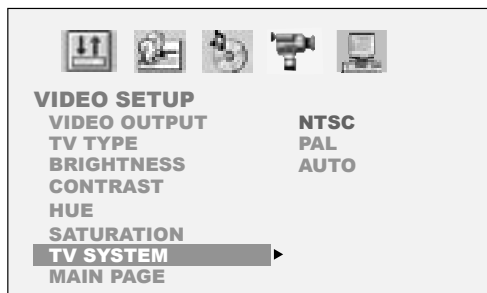 VIDEO SETUP
VIDEO OUTPUT NTSC
TV TYPE PAL
BRIGHTNESS AUTO
CONTRAST
HUE
SATURATION
TV SYSTEM
MAIN PAGE